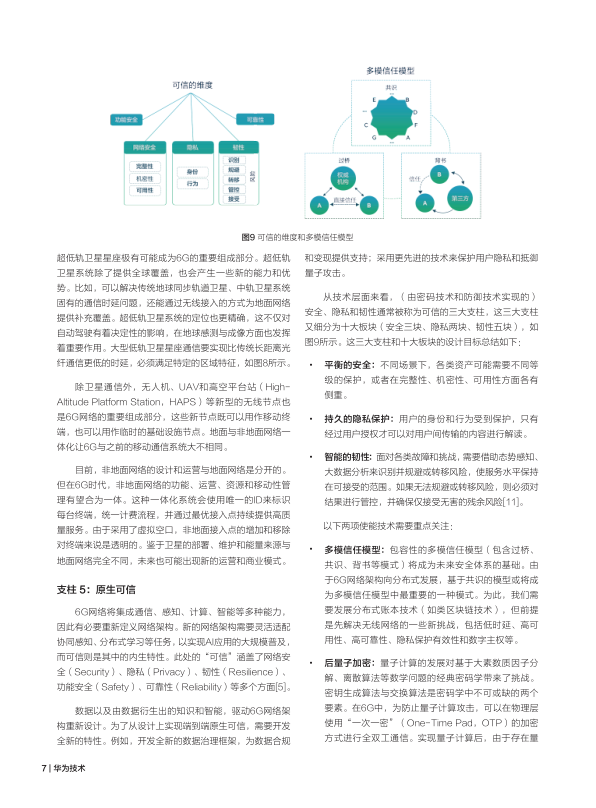 可信的维度
功能安全
可靠性
网络安全
隐私
韧性
完整性
机密性
可用性
身份
行为
识别
规避
转移
管控
接受
多模信任模型
共识
E
B
D
C
F
G
A
过桥
权威
机构
A
直接信任
B
背书
信任
B
第三方
A
图9 可信的维度和多模信任模型
超低轨卫星星座极有可能成为6G的重要组成部分。超低轨
卫星系统除了提供全球覆盖，也会产生一些新的能力和优
势。比如，可以解决传统地球同步轨道卫星、中轨卫星系统
固有的通信时延问题，还能通过无线接入的方式为地面网络
提供补充覆盖。超低轨卫星系统的定位也更精确，这不仅对
自动驾驶有着决定性的影响，在地球感测与成像方面也发挥
着重要作用。大型低轨卫星星座通信要实现比传统长距离光
纤通信更低的时延，必须满足特定的区域特征，如图8所示。
除卫星通信外，无人机、UAV和高空平台站（High-
Altitude Platform Station，HAPS）等新型的无线节点也
是6G网络的重要组成部分，这些新节点既可以用作移动终
端，也可以用作临时的基础设施节点。地面与非地面网络一
体化让6G与之前的移动通信系统大不相同。
目前，非地面网络的设计和运营与地面网络是分开的。
但在6G时代，非地面网络的功能、运营、资源和移动性管
理有望合为一体。这种一体化系统会使用唯一的ID来标识
每台终端，统一计费流程，并通过最优接入点持续提供高质
量服务。由于采用了虚拟空口，非地面接入点的增加和移除
对终端来说是透明的。鉴于卫星的部署、维护和能量来源与
地面网络完全不同，未来也可能出现新的运营和商业模式。
支柱 5：原生可信
6G网络将集成通信、感知、计算、智能等多种能力，
因此有必要重新定义网络架构。新的网络架构需要灵活适配
协同感知、分布式学习等任务，以实现AI应用的大规模普及，
而可信则是其中的内生特性。此处的“可信”涵盖了网络安
全（Security）、隐私（Privacy）、韧性（Resilience）、
功能安全（Safety）、可靠性（Reliability）等多个方面[5]。
数据以及由数据衍生出的知识和智能，驱动6G网络架
构重新设计。为了从设计上实现端到端原生可信，需要开发
全新的特性。例如，开发全新的数据治理框架，为数据合规
和变现提供支持；采用更先进的技术来保护用户隐私和抵御
量子攻击。
从技术层面来看，（由密码技术和防御技术实现的）
安全、隐私和韧性通常被称为可信的三大支柱，这三大支柱
又细分为十大板块（安全三块、隐私两块、韧性五块），如
图9所示，这三大支柱和十大板块的设计目标总结如下：
• 平衡的安全：不同场景下，各类资产可能需要不同等
级的保护，或者在完整性、机密性、可用性方面各有
侧重。
• 持久的隐私保护：用户的身份和行为受到保护，只有
经过用户授权才可以对用户间传输的内容进行解读。
• 智能的韧性：面对各类故障和挑战，需要借助态势感知、
大数据分析来识别并规避或转移风险，使服务水平保持
在可接受的范围。如果无法规避或转移风险，则必须对
结果进行管控，并确保仅接受无害的残余风险[11]。
以下两项使能技术需要重点关注：
• 多模信任模型：包容性的多模信任模型（包含过桥、
共识、背书等模式）将成为未来安全体系的基础。由
于6G网络架构向分布式发展，基于共识的模型或将成
为多模信任模型中最重要的一种模式。为此，我们需
要发展分布式账本技术（如类区块链技术），但前提
是先解决无线网络的一些新挑战，包括低时延、高可
用性、高可靠性、隐私保护有效性和数字主权等。
• 后量子加密：量子计算的发展对基于大素数质因子分
解、离散算法等数学问题的经典密码学带来了挑战。
密钥生成算法与交换算法是密码学中不可或缺的两个
要素。在6G中，为防止量子计算攻击，可以在物理层
使用“一次一密”（One-Time Pad，OTP）的加密
方式进行全双工通信。实现量子计算后，由于存在量
7 | 华为技术